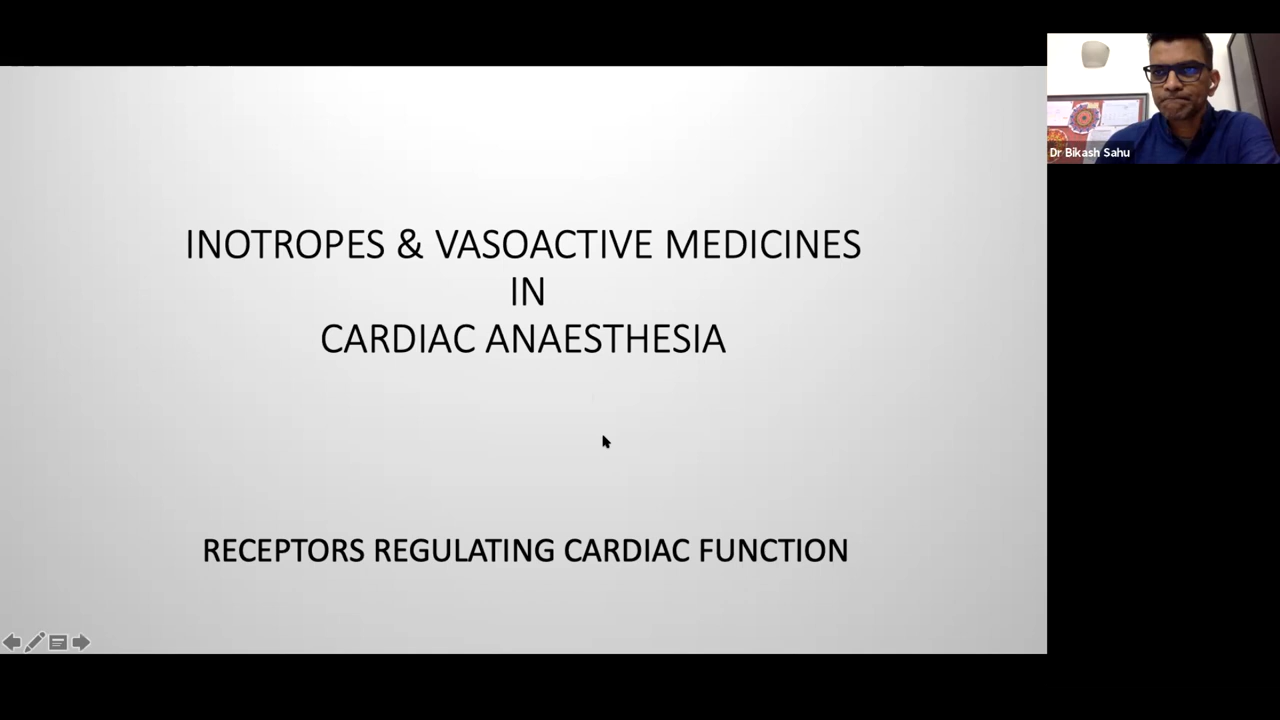 INOTROPES & VASOACTIVE MEDICINES
IN
CARDIAC ANAESTHESIA
RECEPTORS REGULATING CARDIAC FUNCTION
Dr Bikash Sahu